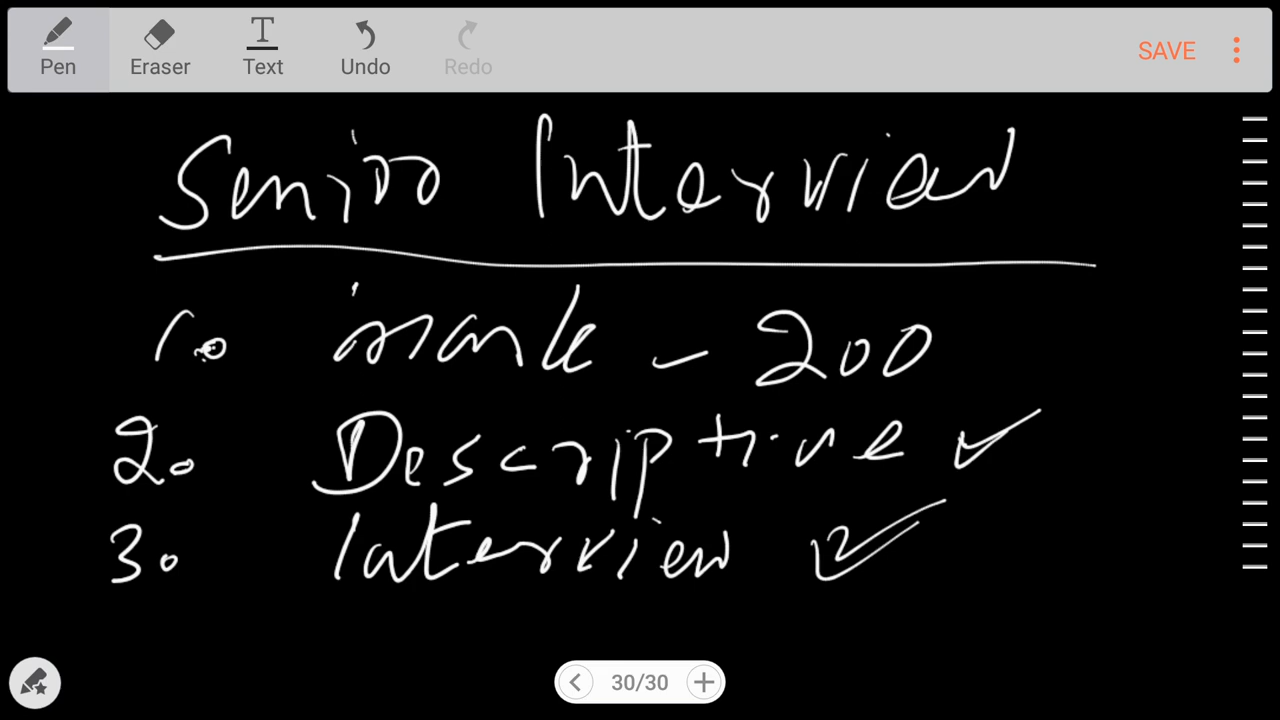 Pen Eraser Text Undo Redo SAVE
Senior Interview
1. mark - 200
2. Descriptive ✓
3. Interview ✓
30/30